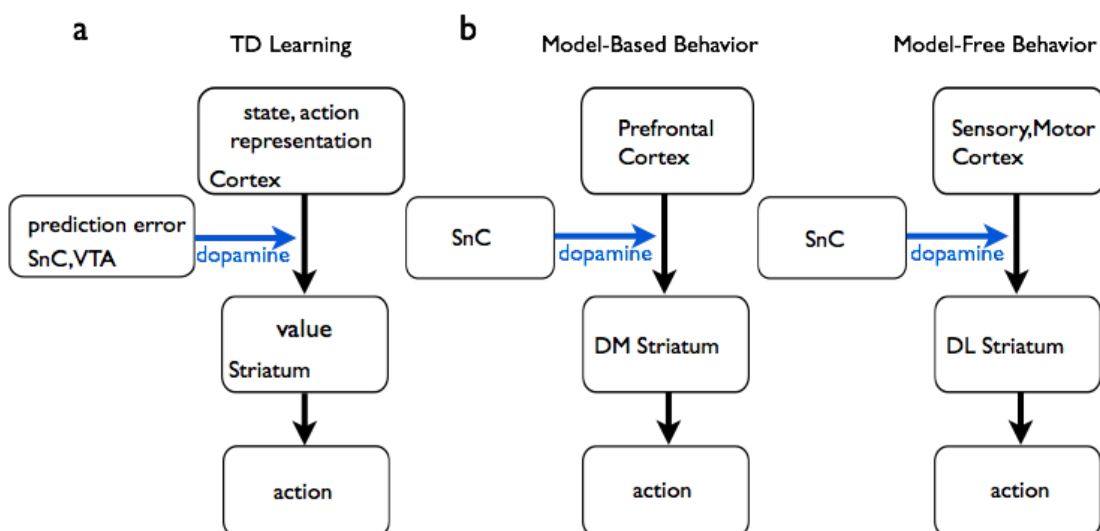 a
TD Learning
state, action
representation
Cortex
prediction error
SnC,VTA
dopamine
value
Striatum
action
b
Model-Based Behavior
Prefrontal
Cortex
SnC
dopamine
DM Striatum
action
Model-Free Behavior
Sensory,Motor
Cortex
SnC
dopamine
DL Striatum
action